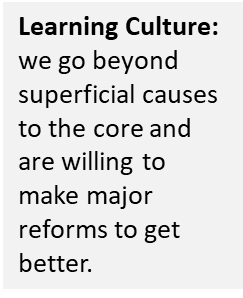 Learning Culture:
we go beyond
superficial causes
to the core and
are willing to
make major
reforms to get
better.